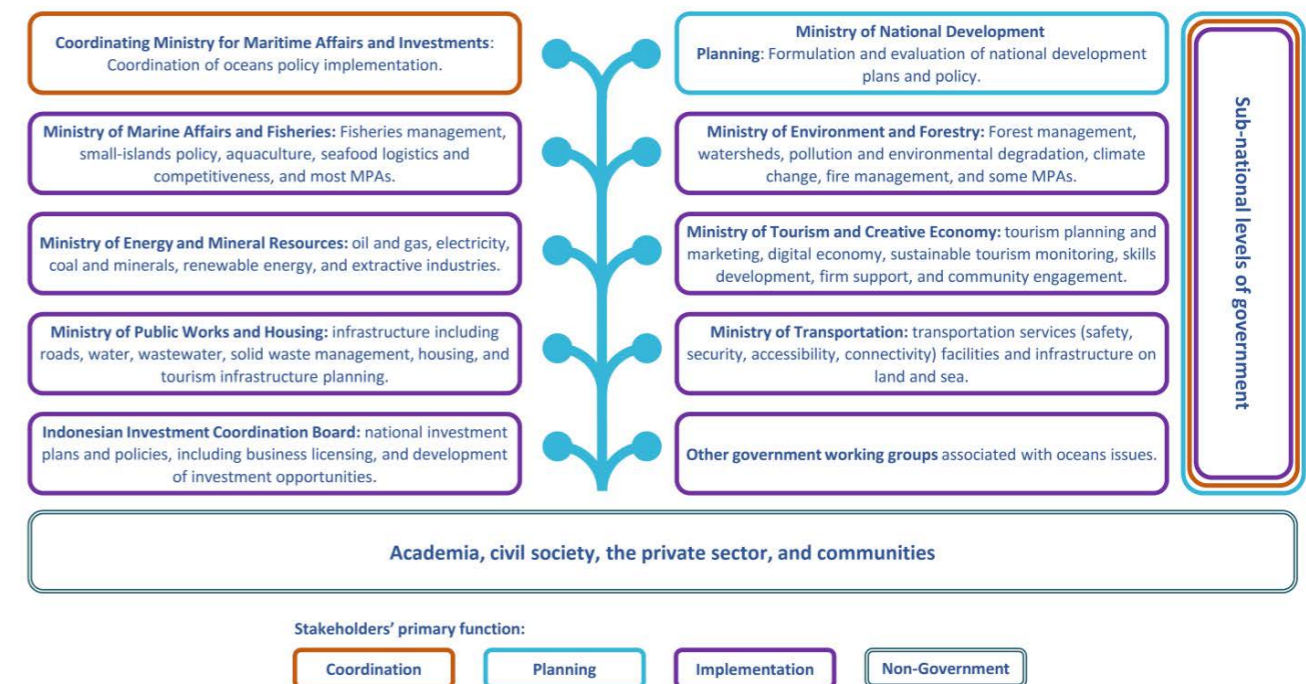 Coordinating Ministry for Maritime Affairs and Investments:
Coordination of oceans policy implementation.
Ministry of National Development
Planning: Formulation and evaluation of national development
plans and policy.
Ministry of Marine Affairs and Fisheries: Fisheries management,
small-islands policy, aquaculture, seafood logistics and
competitiveness, and most MPAs.
Ministry of Environment and Forestry: Forest management,
watersheds, pollution and environmental degradation, climate
change, fire management, and some MPAs.
Ministry of Energy and Mineral Resources: oil and gas, electricity,
coal and minerals, renewable energy, and extractive industries.
Ministry of Tourism and Creative Economy: tourism planning and
marketing, digital economy, sustainable tourism monitoring, skills
development, firm support, and community engagement.
Ministry of Public Works and Housing: infrastructure including
roads, water, wastewater, solid waste management, housing, and
tourism infrastructure planning.
Ministry of Transportation: transportation services (safety,
security, accessibility, connectivity) facilities and infrastructure on
land and sea.
Indonesian Investment Coordination Board: national investment
plans and policies, including business licensing, and development
of investment opportunities.
Other government working groups associated with oceans issues.
Sub-national levels of government
Academia, civil society, the private sector, and communities
Stakeholders' primary function:
Coordination
Planning
Implementation
Non-Government